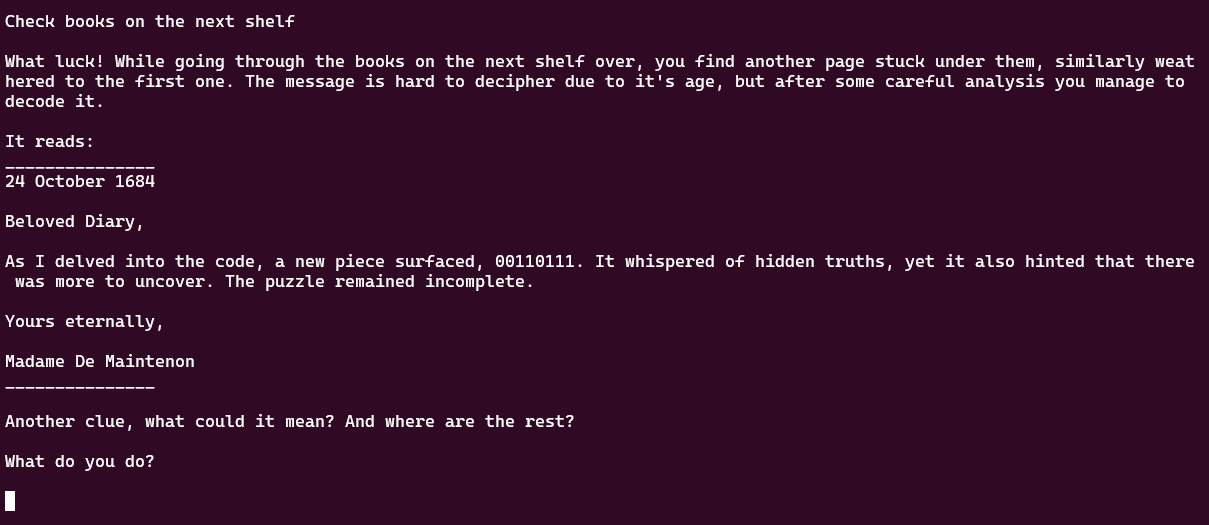 Check books on the next shelf
What luck! While going through the books on the next shelf over, you find another page stuck under them, similarly weat
hered to the first one. The message is hard to decipher due to it's age, but after some careful analysis you manage to
decode it.
It reads:
_______________
24 October 1684
Beloved Diary,
As I delved into the code, a new piece surfaced, 00110111. It whispered of hidden truths, yet it also hinted that there
 was more to uncover. The puzzle remained incomplete.
Yours eternally,
Madame De Maintenon
_______________
Another clue, what could it mean? And where are the rest?
What do you do?